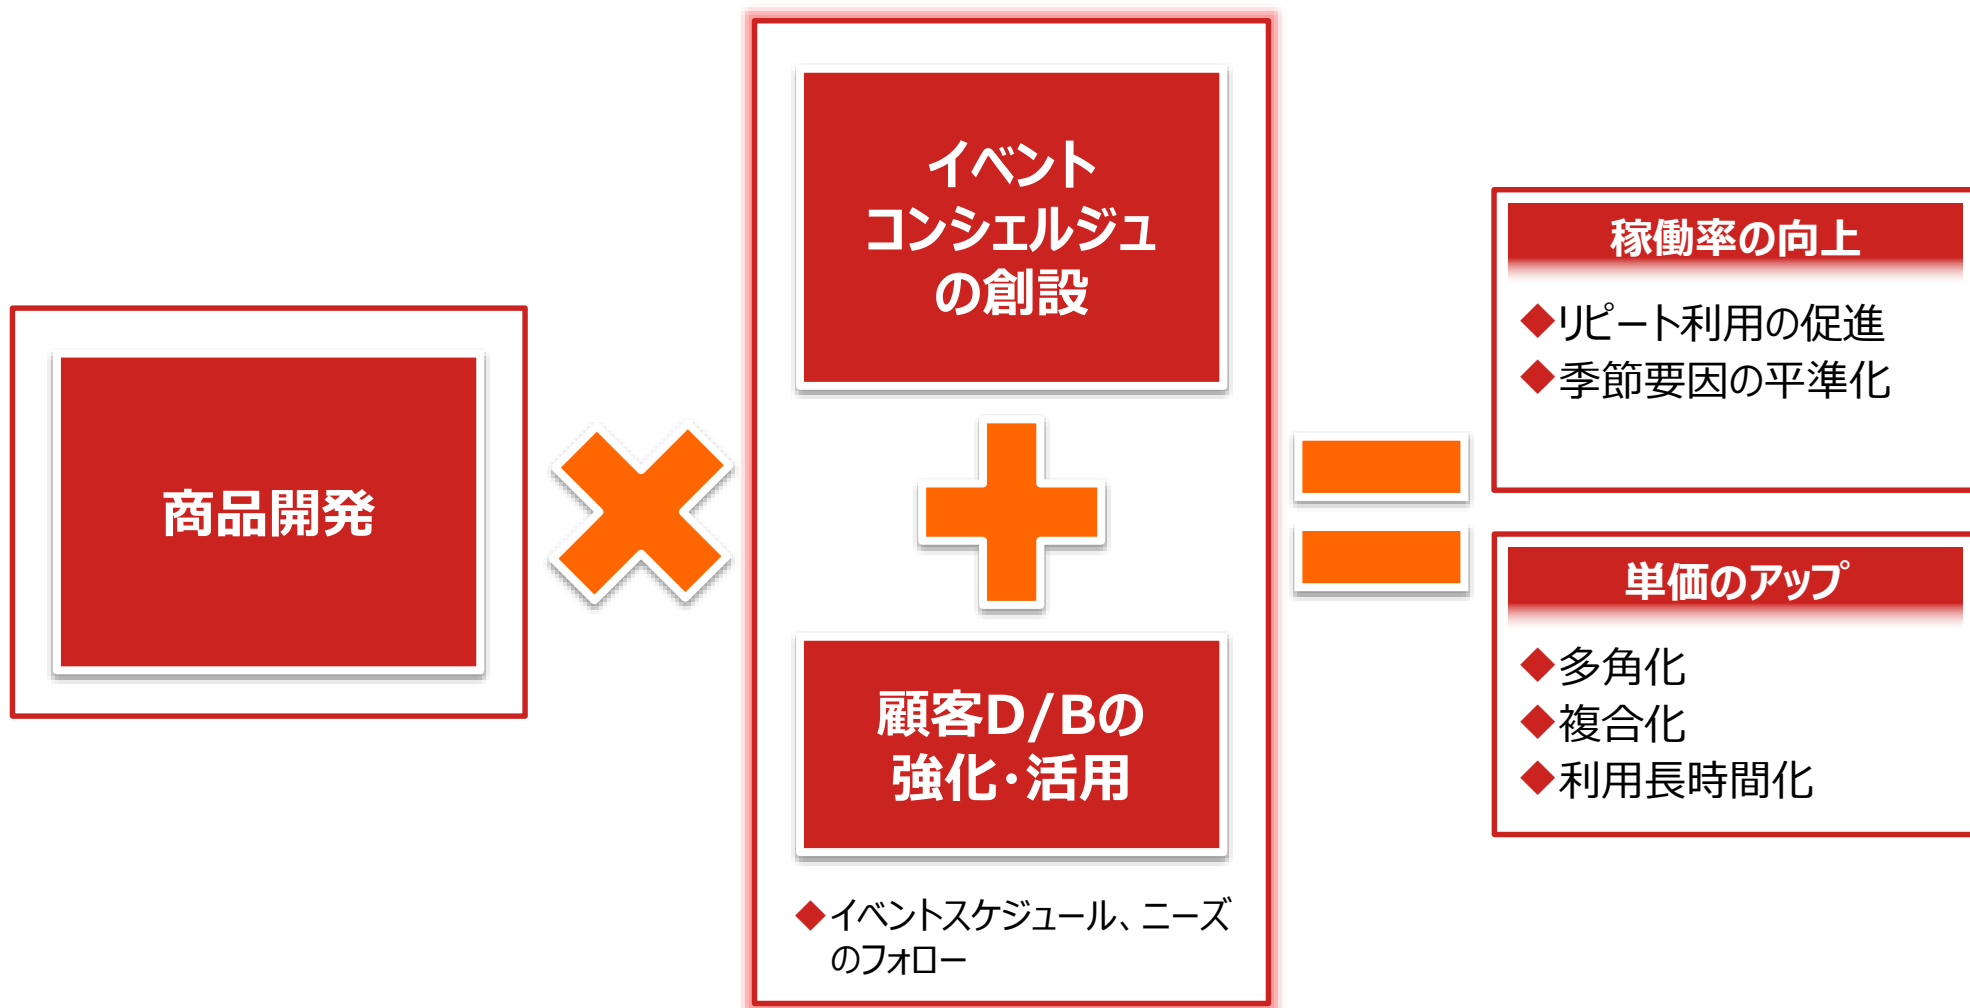 商品開発
イベント
コンシェルジュ
の創設
顧客D/Bの
強化・活用
◆イベントスケジュール、ニーズ
のフォロー
稼働率の向上
◆リピート利用の促進
◆季節要因の平準化
単価のアップ
◆多角化
◆複合化
◆利用長時間化